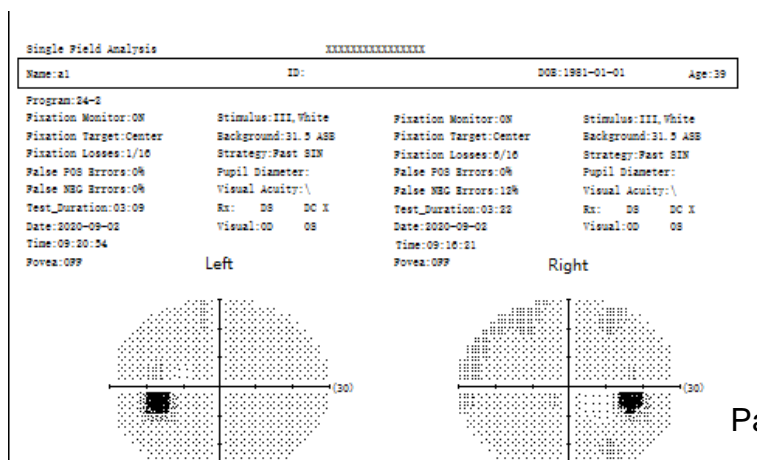 Single Field Analysis XXXXXXXXXXXXXXXX
Name:a1 ID: DOB:1981-01-01 Age:39
Program:24-2
Fixation Monitor:ON Stimulus:III,White Fixation Monitor:ON Stimulus:III,White
Fixation Target:Center Background:31.5 ASB Fixation Target:Center Background:31.5 ASB
Fixation Losses:1/16 Strategy:Fast SIN Fixation Losses:6/16 Strategy:Fast SIN
False POS Errors:0% Pupil Diameter: False POS Errors:0% Pupil Diameter:
False NEG Errors:0% Visual Acuity:\ False NEG Errors:12% Visual Acuity:\
Test_Duration:03:09 Rx: DS DC X Test_Duration:03:22 Rx: DS DC X
Date:2020-09-02 Visual:OD OS Date:2020-09-02 Visual:OD OS
Time:09:20:54 Time:09:16:21
Fovea:OFF Left Fovea:OFF Right
(30) (30)
Pa